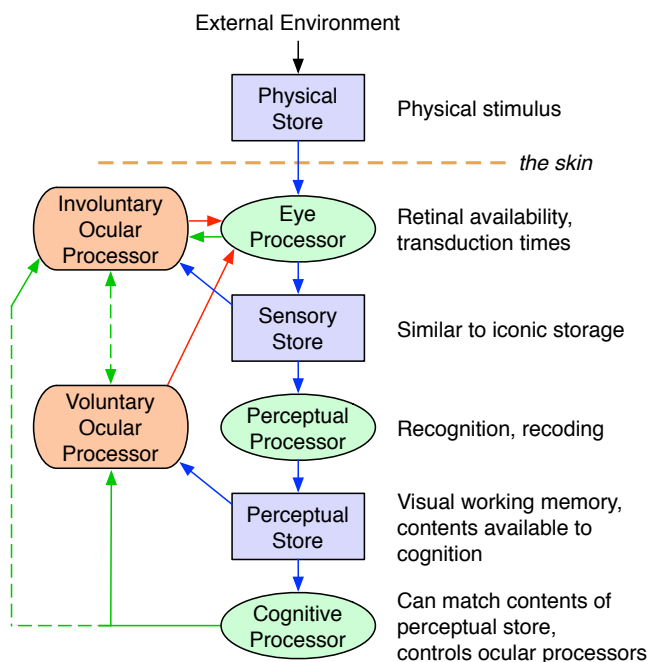 External Environment
Physical
Store
Physical stimulus
the skin
Involuntary
Ocular
Processor
Eye
Processor
Retinal availability,
transduction times
Sensory
Store
Similar to iconic storage
Voluntary
Ocular
Processor
Perceptual
Processor
Recognition, recoding
Perceptual
Store
Visual working memory,
contents available to
cognition
Cognitive
Processor
Can match contents of
perceptual store,
controls ocular processors